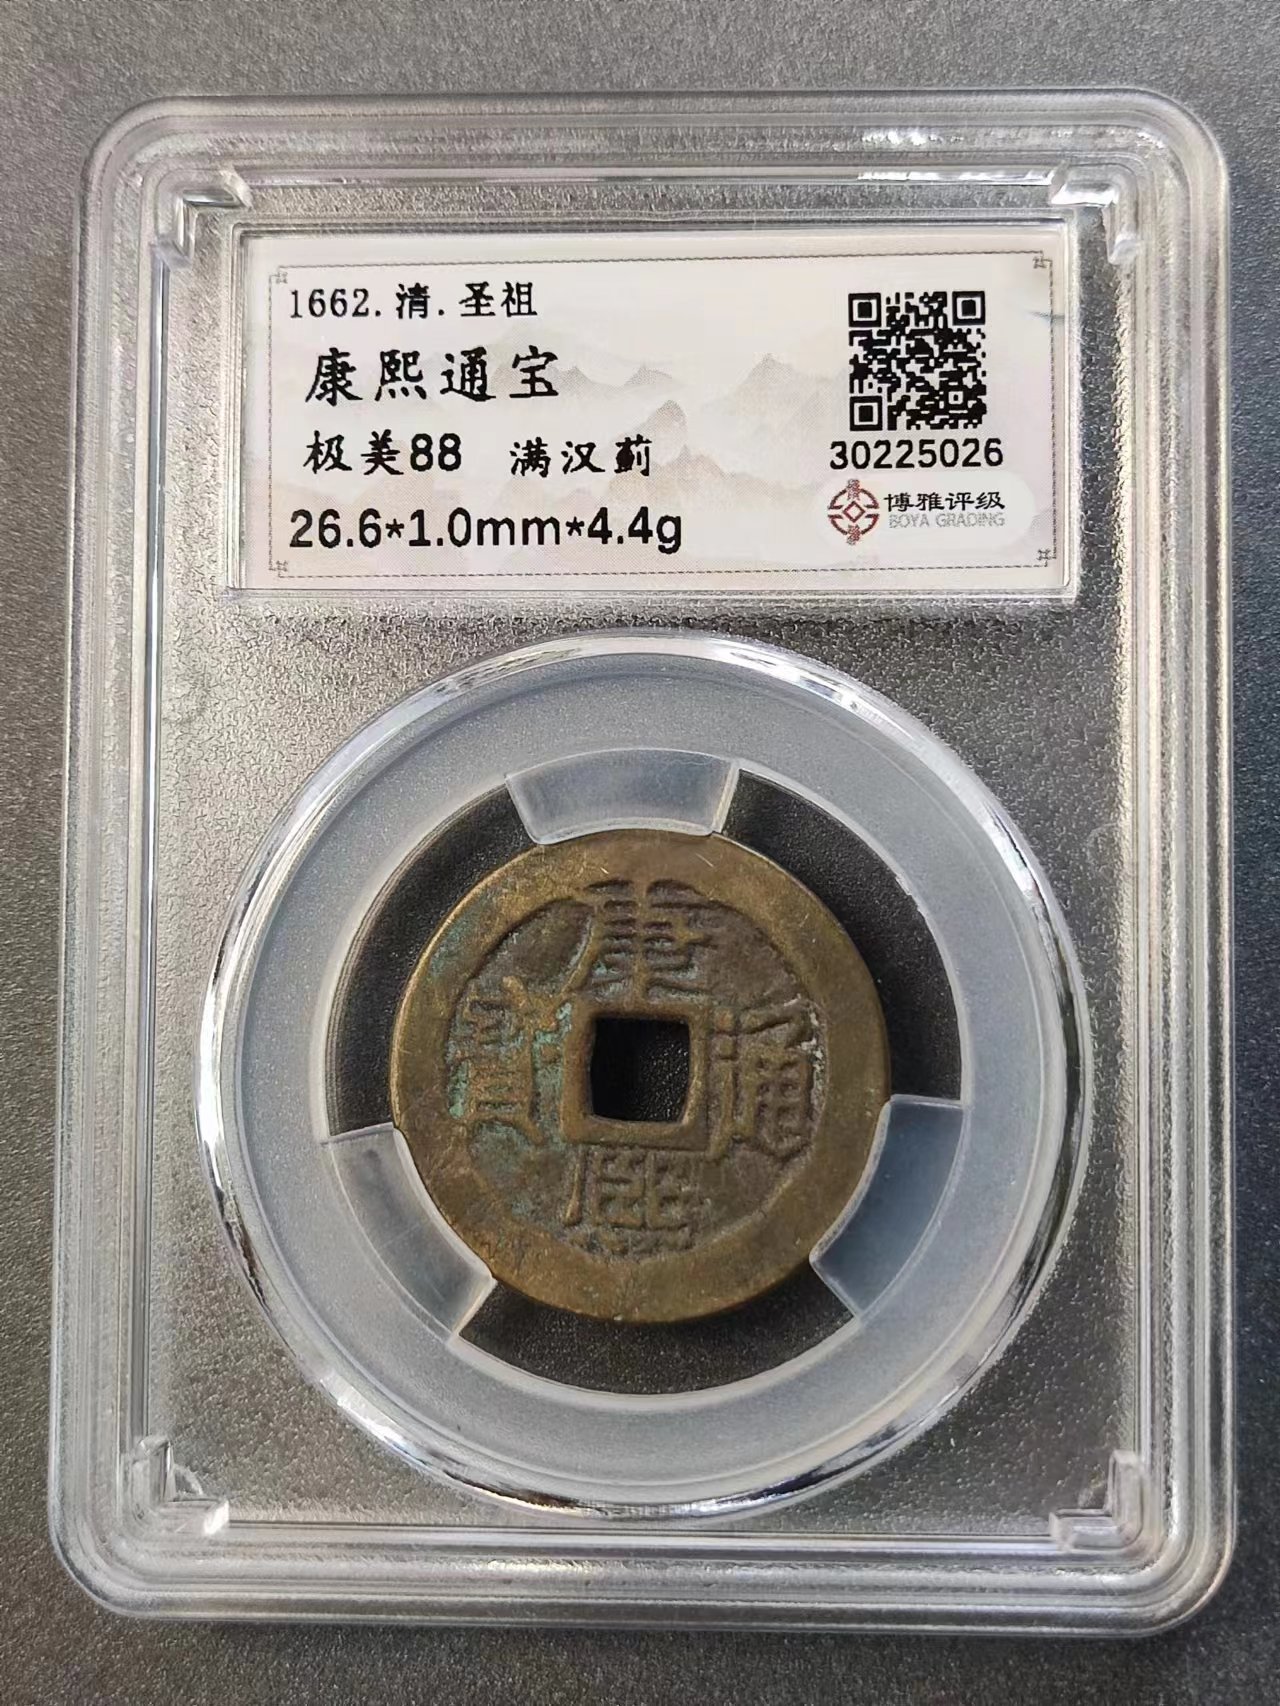 1662.清.圣祖
康熙通宝
极美88 满汉蓟
26.6*1.0mm*4.4g
30225026
博雅评级
BOYA GRADING
康熙通寳